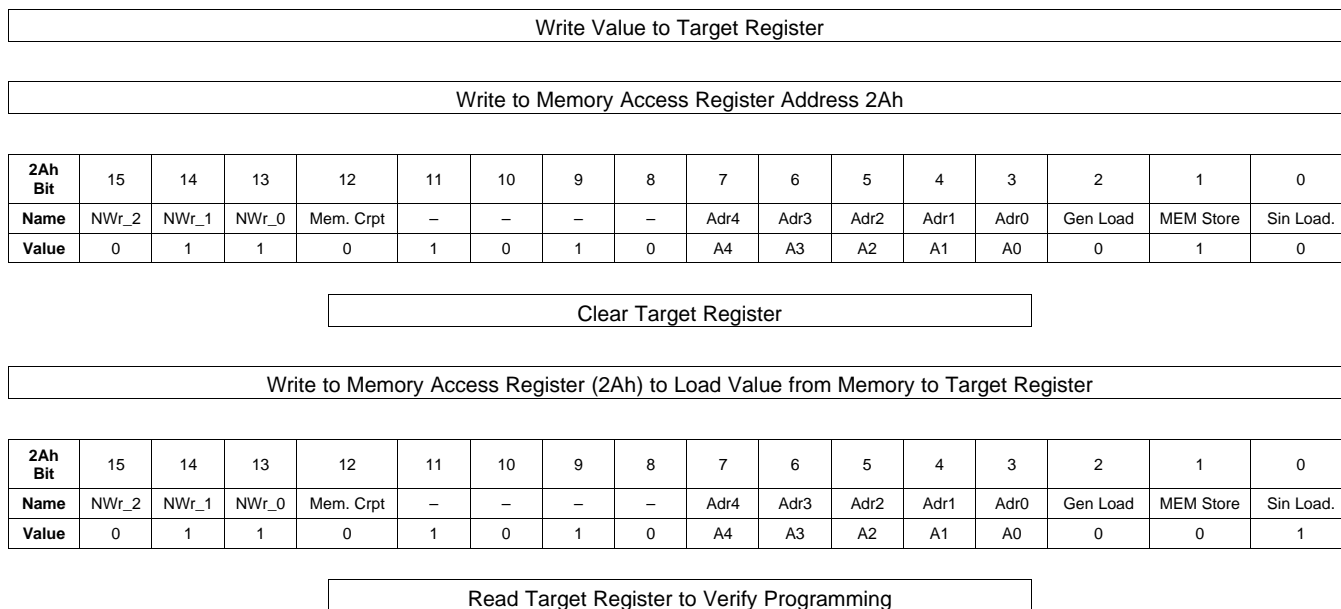 Write Value to Target Register
Write to Memory Access Register Address 2Ah
2Ah Bit 15 14 13 12 11 10 9 8 7 6 5 4 3 2 1 0
Name NWr_2 NWr_1 NWr_0 Mem. Crpt – – – – Adr4 Adr3 Adr2 Adr1 Adr0 Gen Load MEM Store Sin Load.
Value 0 1 1 0 1 0 1 0 A4 A3 A2 A1 A0 0 1 0
Clear Target Register
Write to Memory Access Register (2Ah) to Load Value from Memory to Target Register
2Ah Bit 15 14 13 12 11 10 9 8 7 6 5 4 3 2 1 0
Name NWr_2 NWr_1 NWr_0 Mem. Crpt – – – – Adr4 Adr3 Adr2 Adr1 Adr0 Gen Load MEM Store Sin Load.
Value 0 1 1 0 1 0 1 0 A4 A3 A2 A1 A0 0 0 1
Read Target Register to Verify Programming